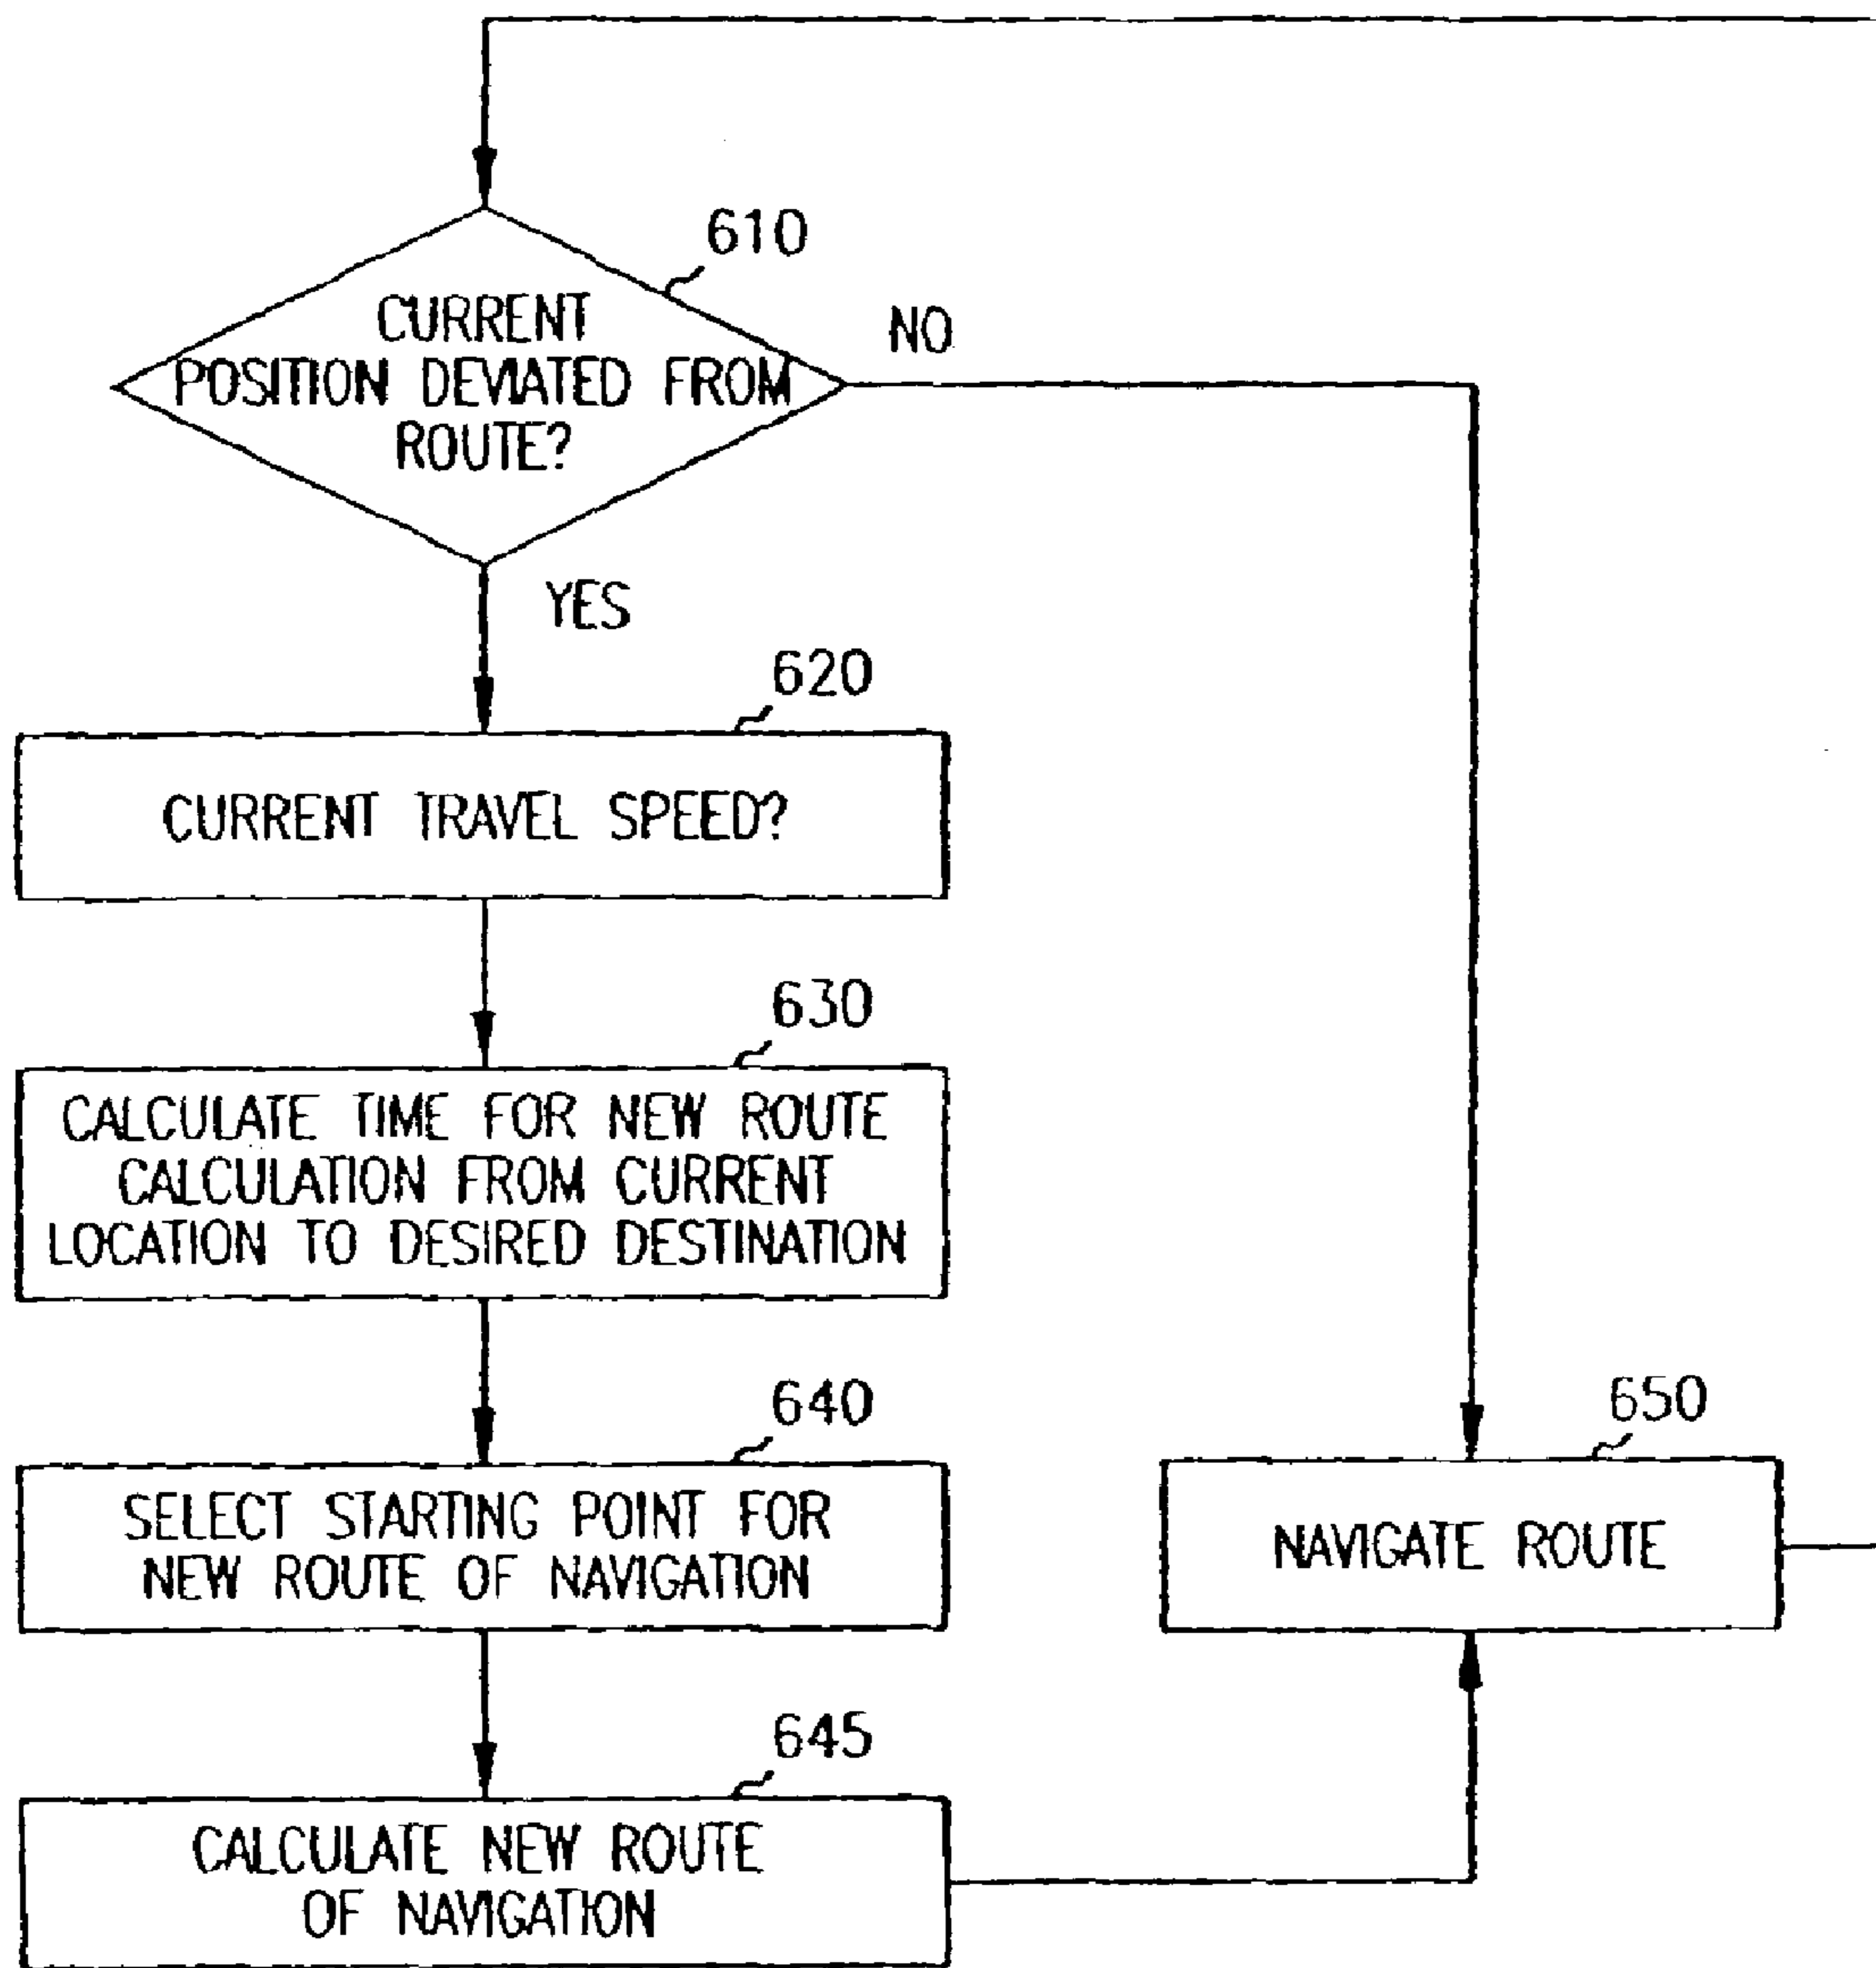 610
CURRENT
POSITION DEVIATED FROM
ROUTE?
NO
YES
620
CURRENT TRAVEL SPEED?
630
CALCULATE TIME FOR NEW ROUTE
CALCULATION FROM CURRENT
LOCATION TO DESIRED DESTINATION
640
SELECT STARTING POINT FOR
NEW ROUTE OF NAVIGATION
650
NAVIGATE ROUTE
645
CALCULATE NEW ROUTE
OF NAVIGATION